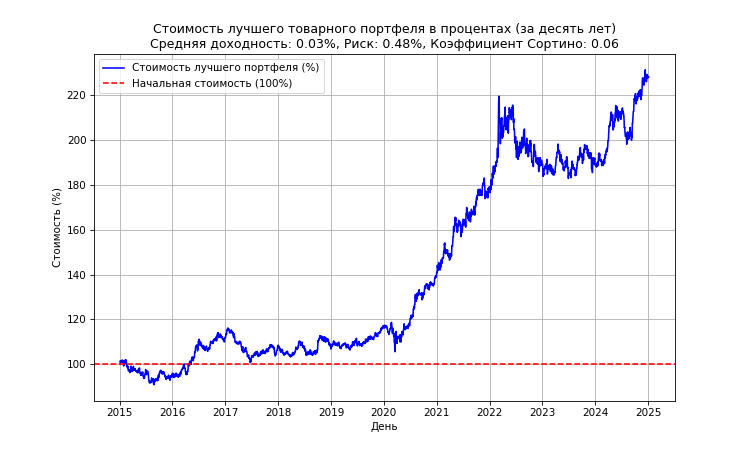 Стоимость лучшего товарного портфеля в процентах (за десять лет)
Средняя доходность: 0.03%, Риск: 0.48%, Коэффициент Сортино: 0.06
Стоимость лучшего портфеля (%)
Начальная стоимость (100%)
Стоимость (%)
220
200
180
160
140
120
100
2015 2016 2017 2018 2019 2020 2021 2022 2023 2024 2025
День